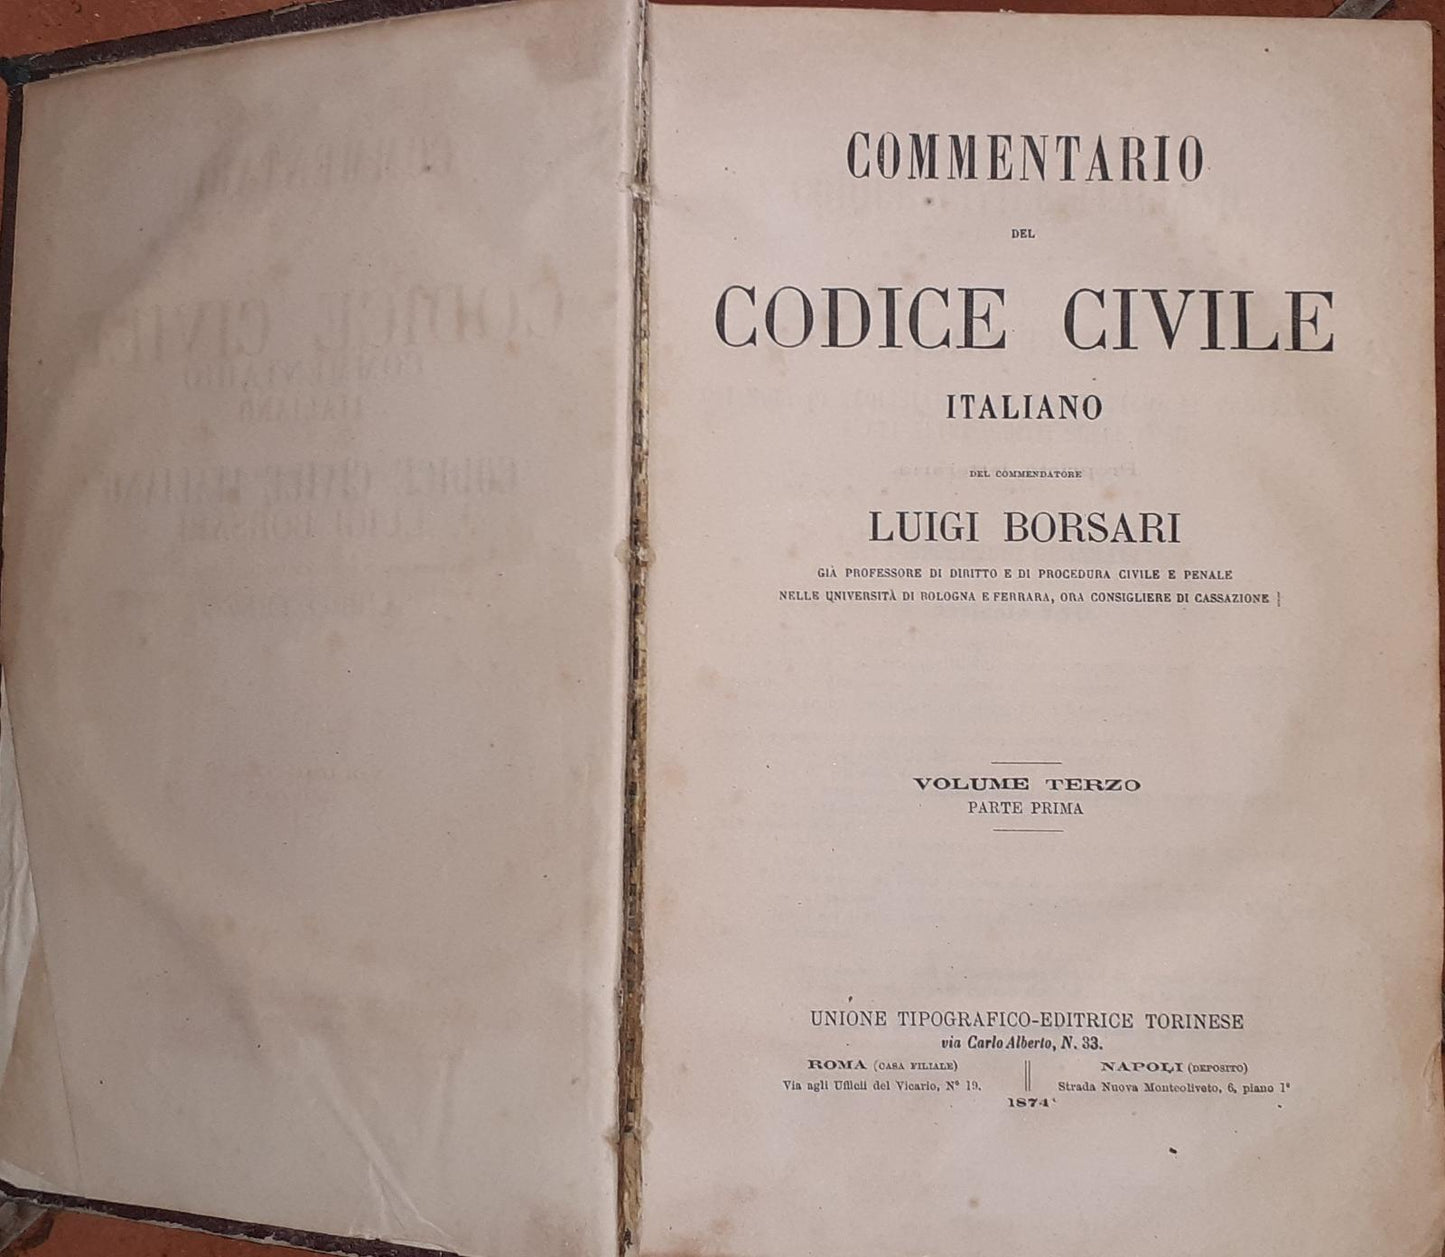 COMMENTARIO
DEL
CODICE CIVILE
ITALIANO
DEL COMMENDATORE
LUIGI BORSARI
GIÀ PROFESSORE DI DIRITTO E DI PROCEDURA CIVILE E PENALE
NELLE UNIVERSITÀ DI BOLOGNA E FERRARA, ORA CONSIGLIERE DI CASSAZIONE
VOLUME TERZO
PARTE PRIMA
UNIONE TIPOGRAFICO-EDITRICE TORINESE
via Carlo Alberto, N. 33.
ROMA (CASA FILIALE)
Via agli Uffici del Vicario, N° 19.
NAPOLI (DEPOSITO)
Strada Nuova Monteoliveto, 6, piano 1°
1874